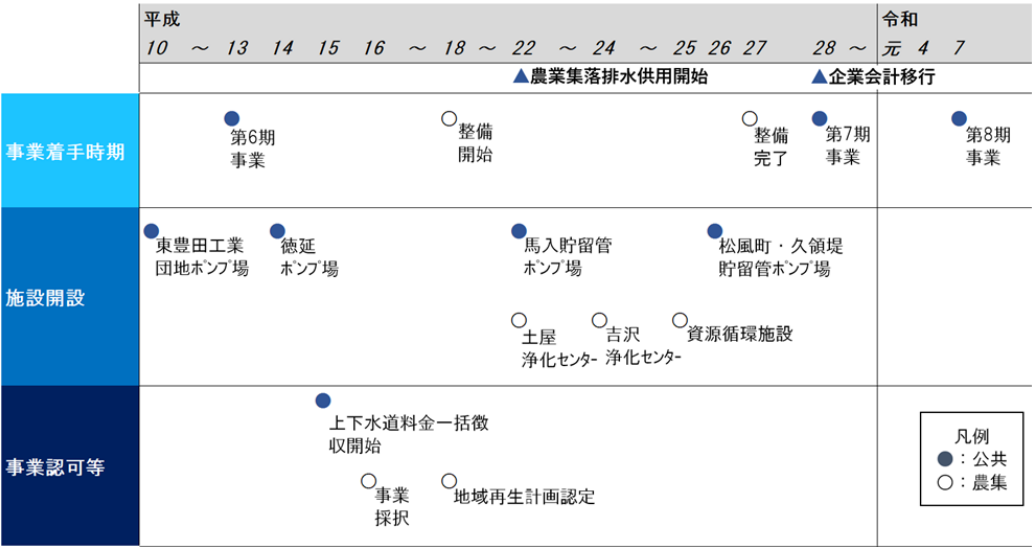 平成 令和
10 ～ 13 14 15 16 ～ 18 ～ 22 ～ 24 ～ 25 26 27 28 ～ 元 4 7
▲農業集落排水供用開始 ▲企業会計移行
事業着手時期
第6期
事業
整備
開始
整備
完了
第7期
事業
第8期
事業
施設開設
東豊田工業
団地ﾎﾟﾝﾌﾟ場
徳延
ﾎﾟﾝﾌﾟ場
馬入貯留管
ﾎﾟﾝﾌﾟ場
松風町・久領堤
貯留管ﾎﾟﾝﾌﾟ場
土屋
浄化ｾﾝﾀｰ
吉沢
浄化ｾﾝﾀｰ
資源循環施設
事業認可等
上下水道料金一括徴
収開始
事業
採択
地域再生計画認定
凡例
●：公共
○：農集